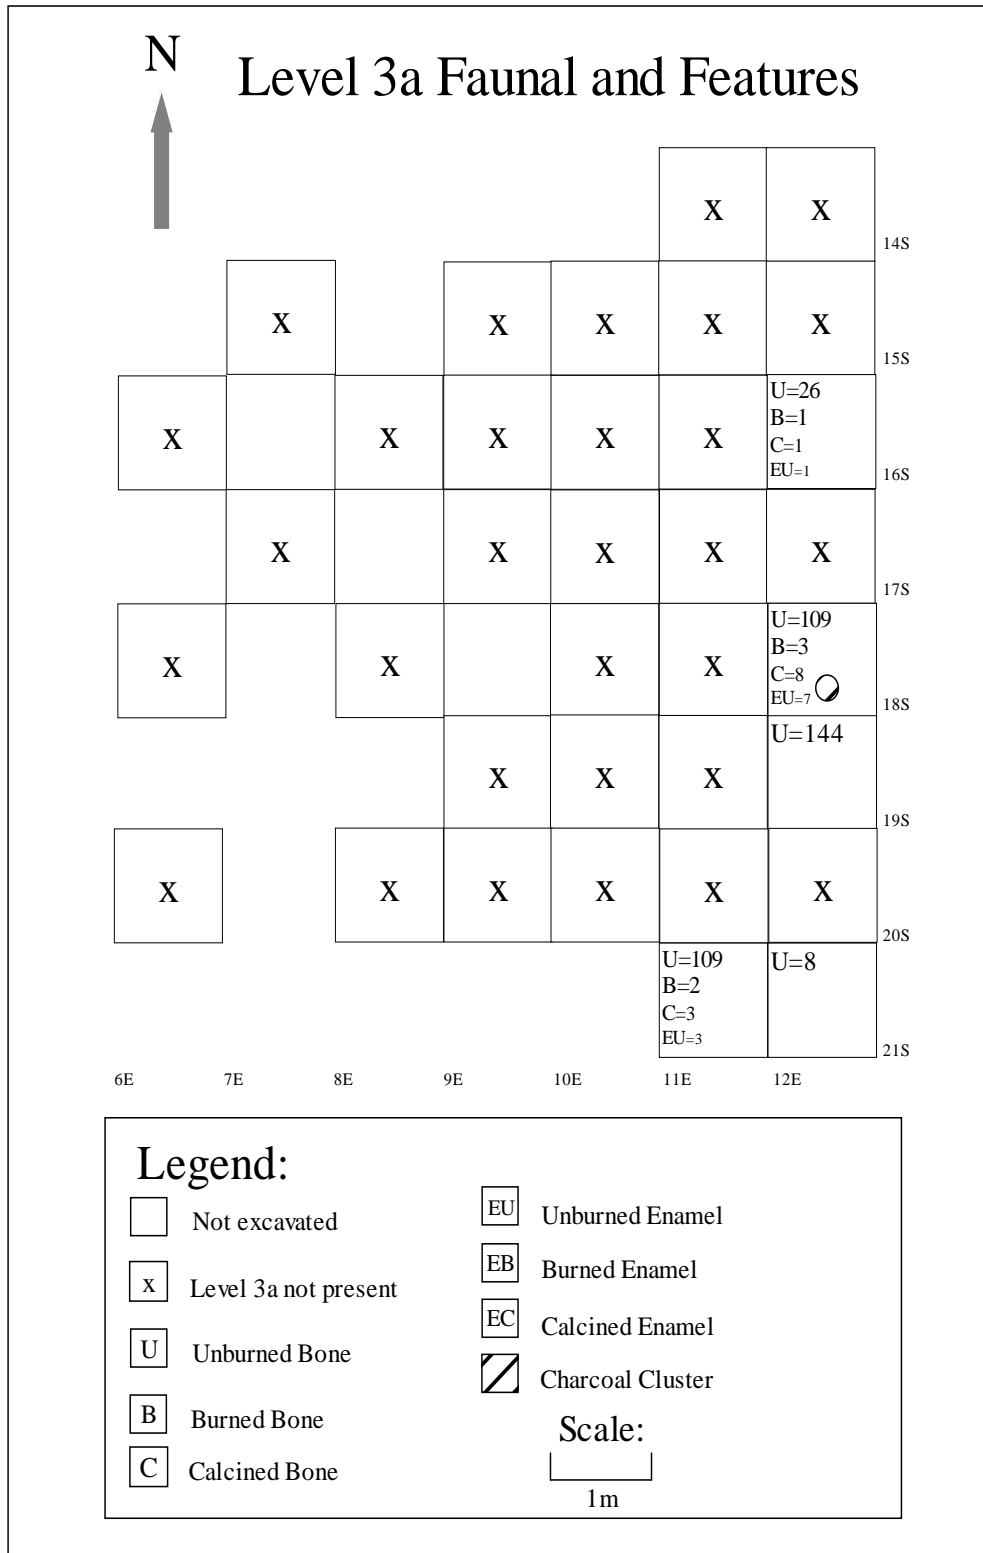 N
Level 3a Faunal and Features
x x
14S
x x x x x
15S
x x x x x
U=26
B=1
C=1
EU=1
16S
x x x x x
17S
x x x x
U=109
B=3
C=8
EU=7
18S
x x x
U=144
19S
x x x x x x
20S
U=109
B=2
C=3
EU=3
U=8
21S
6E 7E 8E 9E 10E 11E 12E
Legend:
Not excavated
x Level 3a not present
U Unburned Bone
B Burned Bone
C Calcined Bone
EU Unburned Enamel
EB Burned Enamel
EC Calcined Enamel
Charcoal Cluster
Scale:
1m